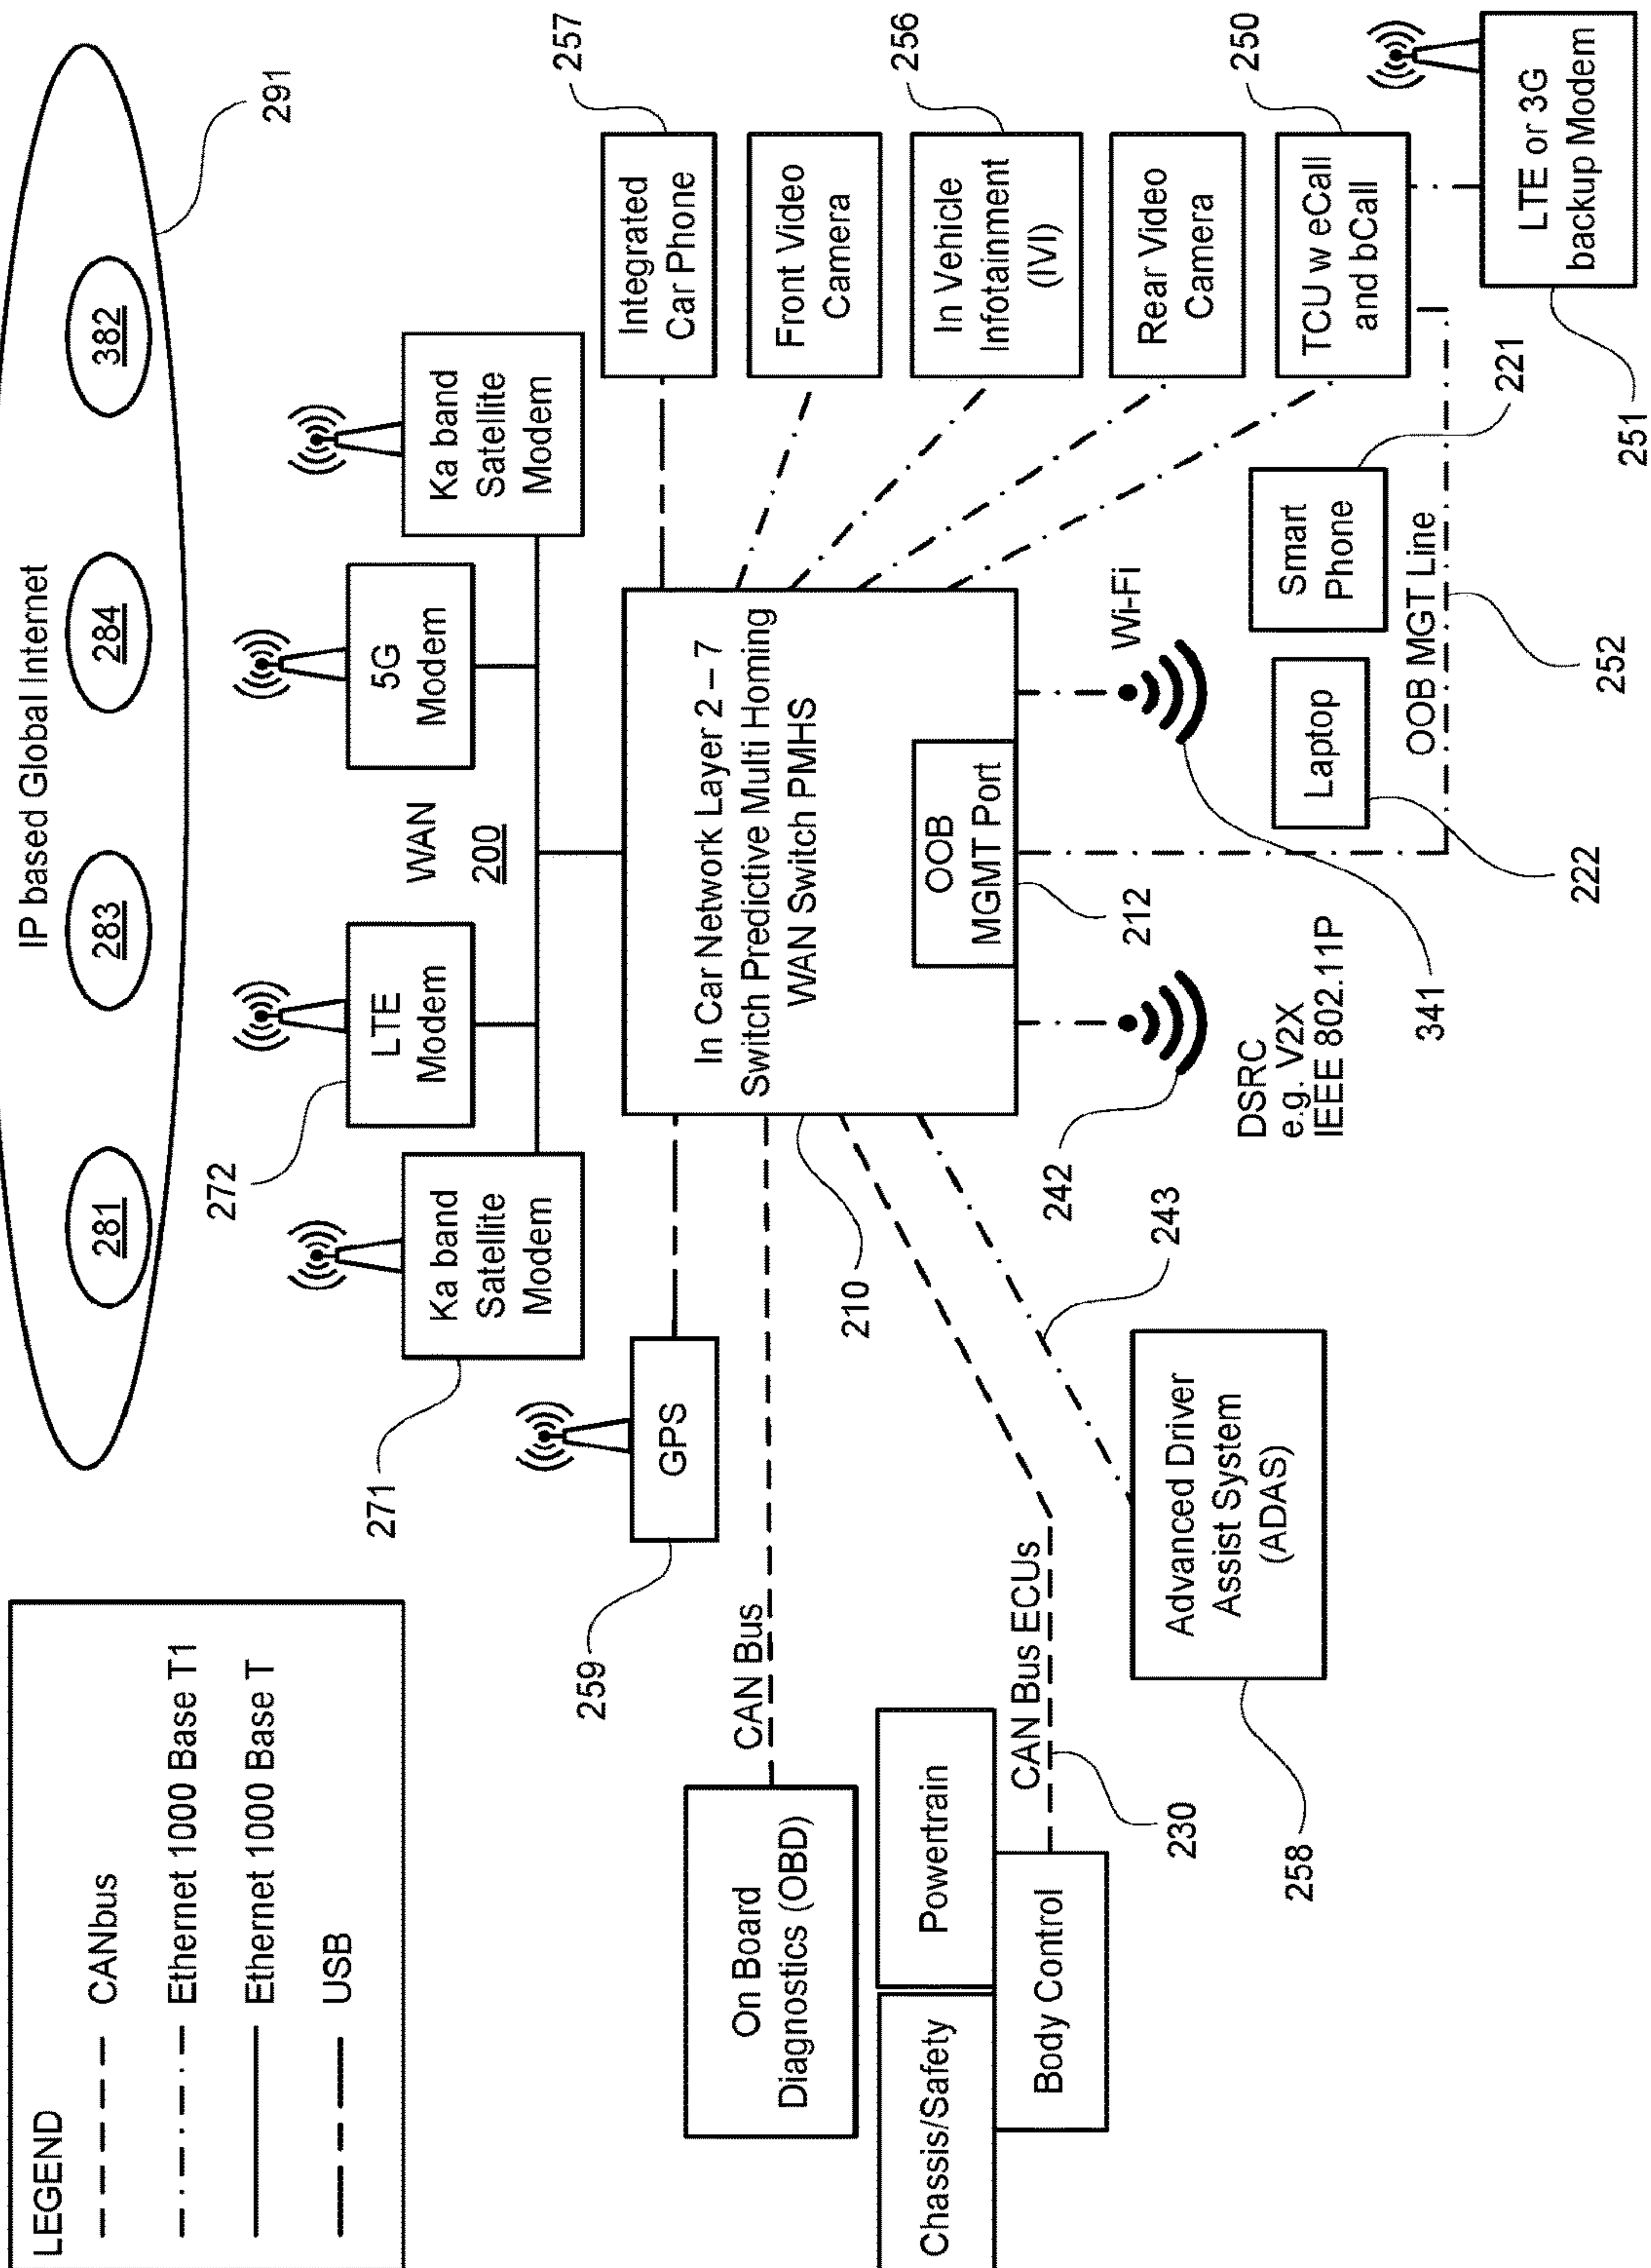 LEGEND
CANbus
Ethernet 1000 Base T1
Ethernet 1000 Base T
USB
IP based Global Internet
281
283
284
382
291
271
Ka band
Satellite
Modem
272
LTE
Modem
WAN
200
5G
Modem
Ka band
Satellite
Modem
259
GPS
CAN Bus
On Board
Diagnostics (OBD)
Chassis/Safety
Powertrain
Body Control
CAN Bus ECUs
230
Advanced Driver
Assist System
(ADAS)
258
243
210
In Car Network Layer 2 – 7
Switch Predictive Multi Homing
WAN Switch PMHS
OOB
MGMT Port
212
242
DSRC
e.g. V2X
IEEE 802.11P
341
Wi-Fi
Laptop
222
Smart
Phone
221
OOB MGT Line
252
Integrated
Car Phone
257
Front Video
Camera
In Vehicle
Infotainment
(IVI)
256
Rear Video
Camera
TCU w eCall
and bCall
250
LTE or 3G
backup Modem
251